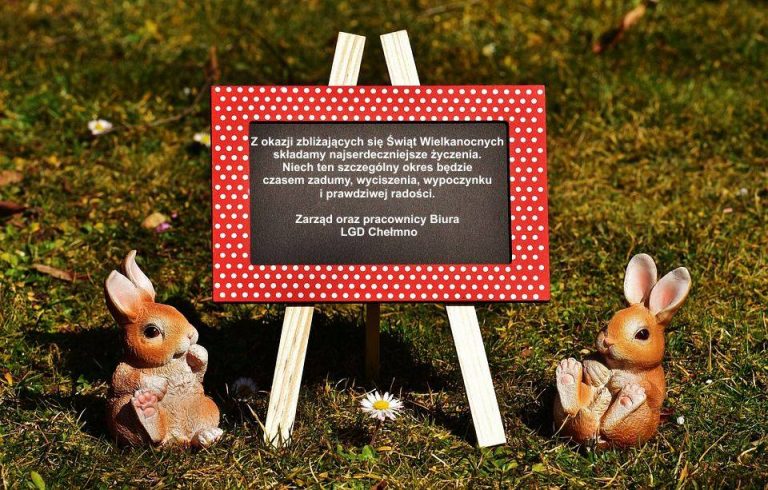 Z okazji zbliżających się Świąt Wielkanocnych
składamy najserdeczniejsze życzenia.
Niech ten szczególny okres będzie
czasem zadumy, wyciszenia, wypoczynku
i prawdziwej radości.
Zarząd oraz pracownicy Biura
LGD Chełmno